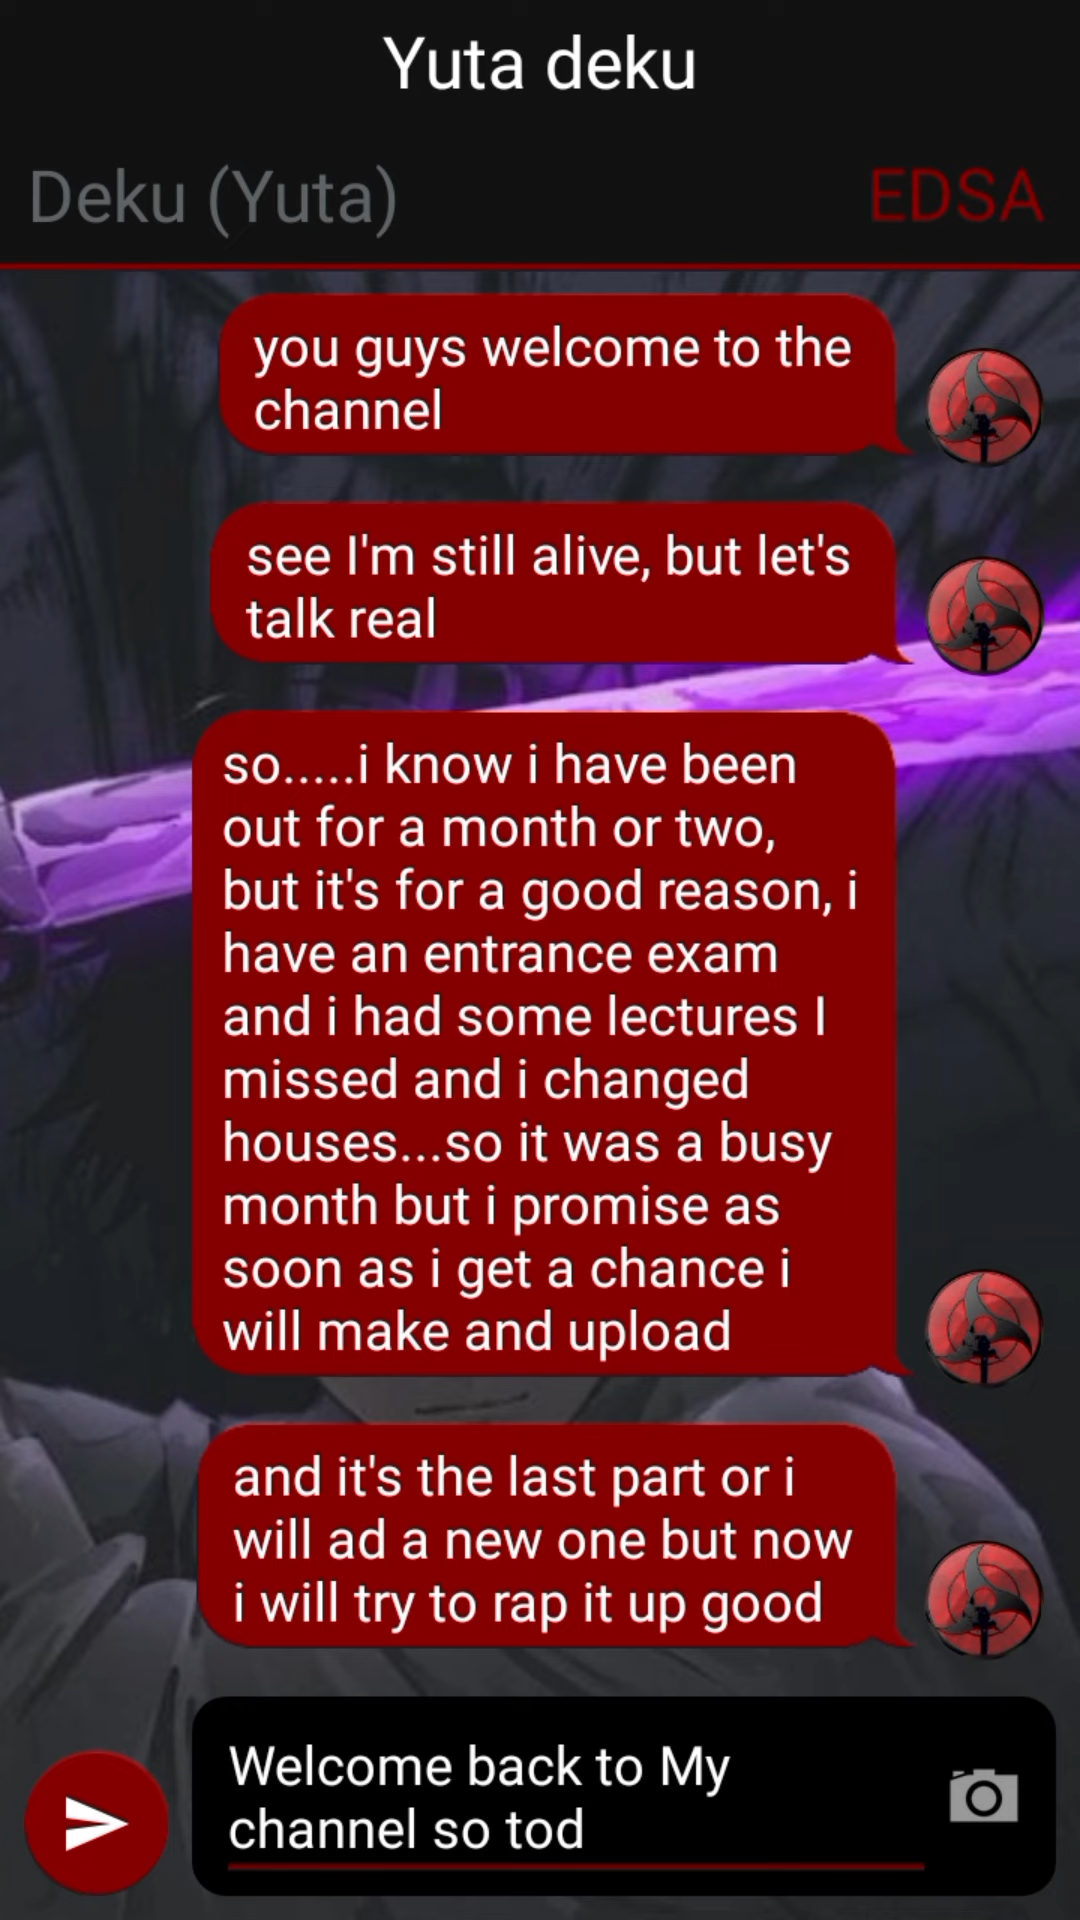 Yuta deku
Deku (Yuta)
EDSA
you guys welcome to the
channel
see I'm still alive, but let's
talk real
so.....i know i have been
out for a month or two,
but it's for a good reason, i
have an entrance exam
and i had some lectures I
missed and i changed
houses...so it was a busy
month but i promise as
soon as i get a chance i
will make and upload
and it's the last part or i
will ad a new one but now
i will try to rap it up good
Welcome back to My
channel so tod